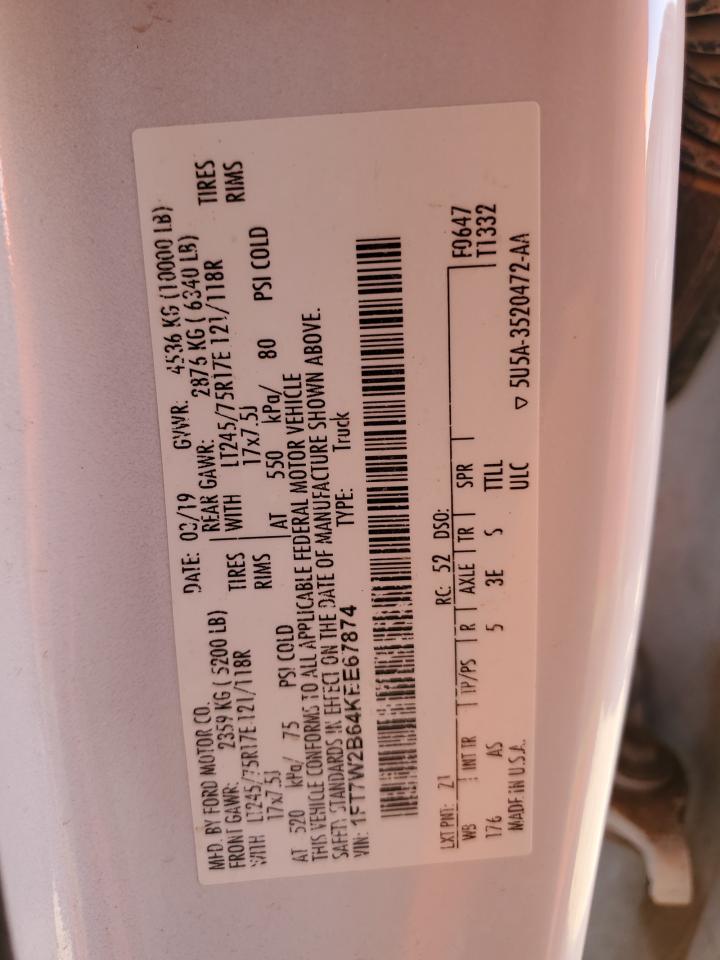 MFD. BY FORD MOTOR CO. DATE: GVWR: 4536 KG (10000 LB)
FRONT GAWR: 2359 KG ( 5200 LB) REAR GAWR: 2876 KG ( 6340 LB)
WITH LT245/75R17E 121/118R TIRES WITH LT245/75R17E 121/118R TIRES
17x7.5J RIMS 17x7.5J RIMS
AT 520 kPa/ 75 PSI COLD AT 550 kPa/ 80 PSI COLD
THIS VEHICLE CONFORMS TO ALL APPLICABLE FEDERAL MOTOR VEHICLE
SAFETY STANDARDS IN EFFECT ON THE DATE OF MANUFACTURE SHOWN ABOVE.
VIN: 1FT7W2B64KEE67874 TYPE: Truck
EXT PNT: Z1 RC: 52 DSO: F0647
WB INT TR TP/PS R AXLE TR SPR T1332
176 AS 5 3E S TTLL
ULC
MADE IN U.S.A. ▽ 5U5A-3520472-AA